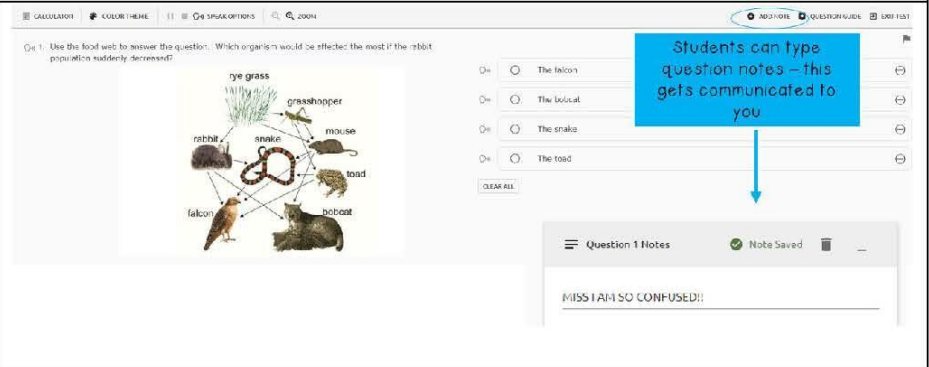 CALCULATOR COLOR THEME SPEAK OPTIONS ZOOM ADD NOTE QUESTION GUIDE EXIT TEST
1. Use the food web to answer the question. Which organism would be effected the most if the rabbit
population suddenly decreased?
rye grass
grasshopper
mouse
rabbit
snake
toad
falcon
bobcat
The falcon
The bobcat
The snake
The toad
CLEAR ALL
Students can type
question notes – this
gets communicated to
you
Question 1 Notes Note Saved
MISS I AM SO CONFUSED!!